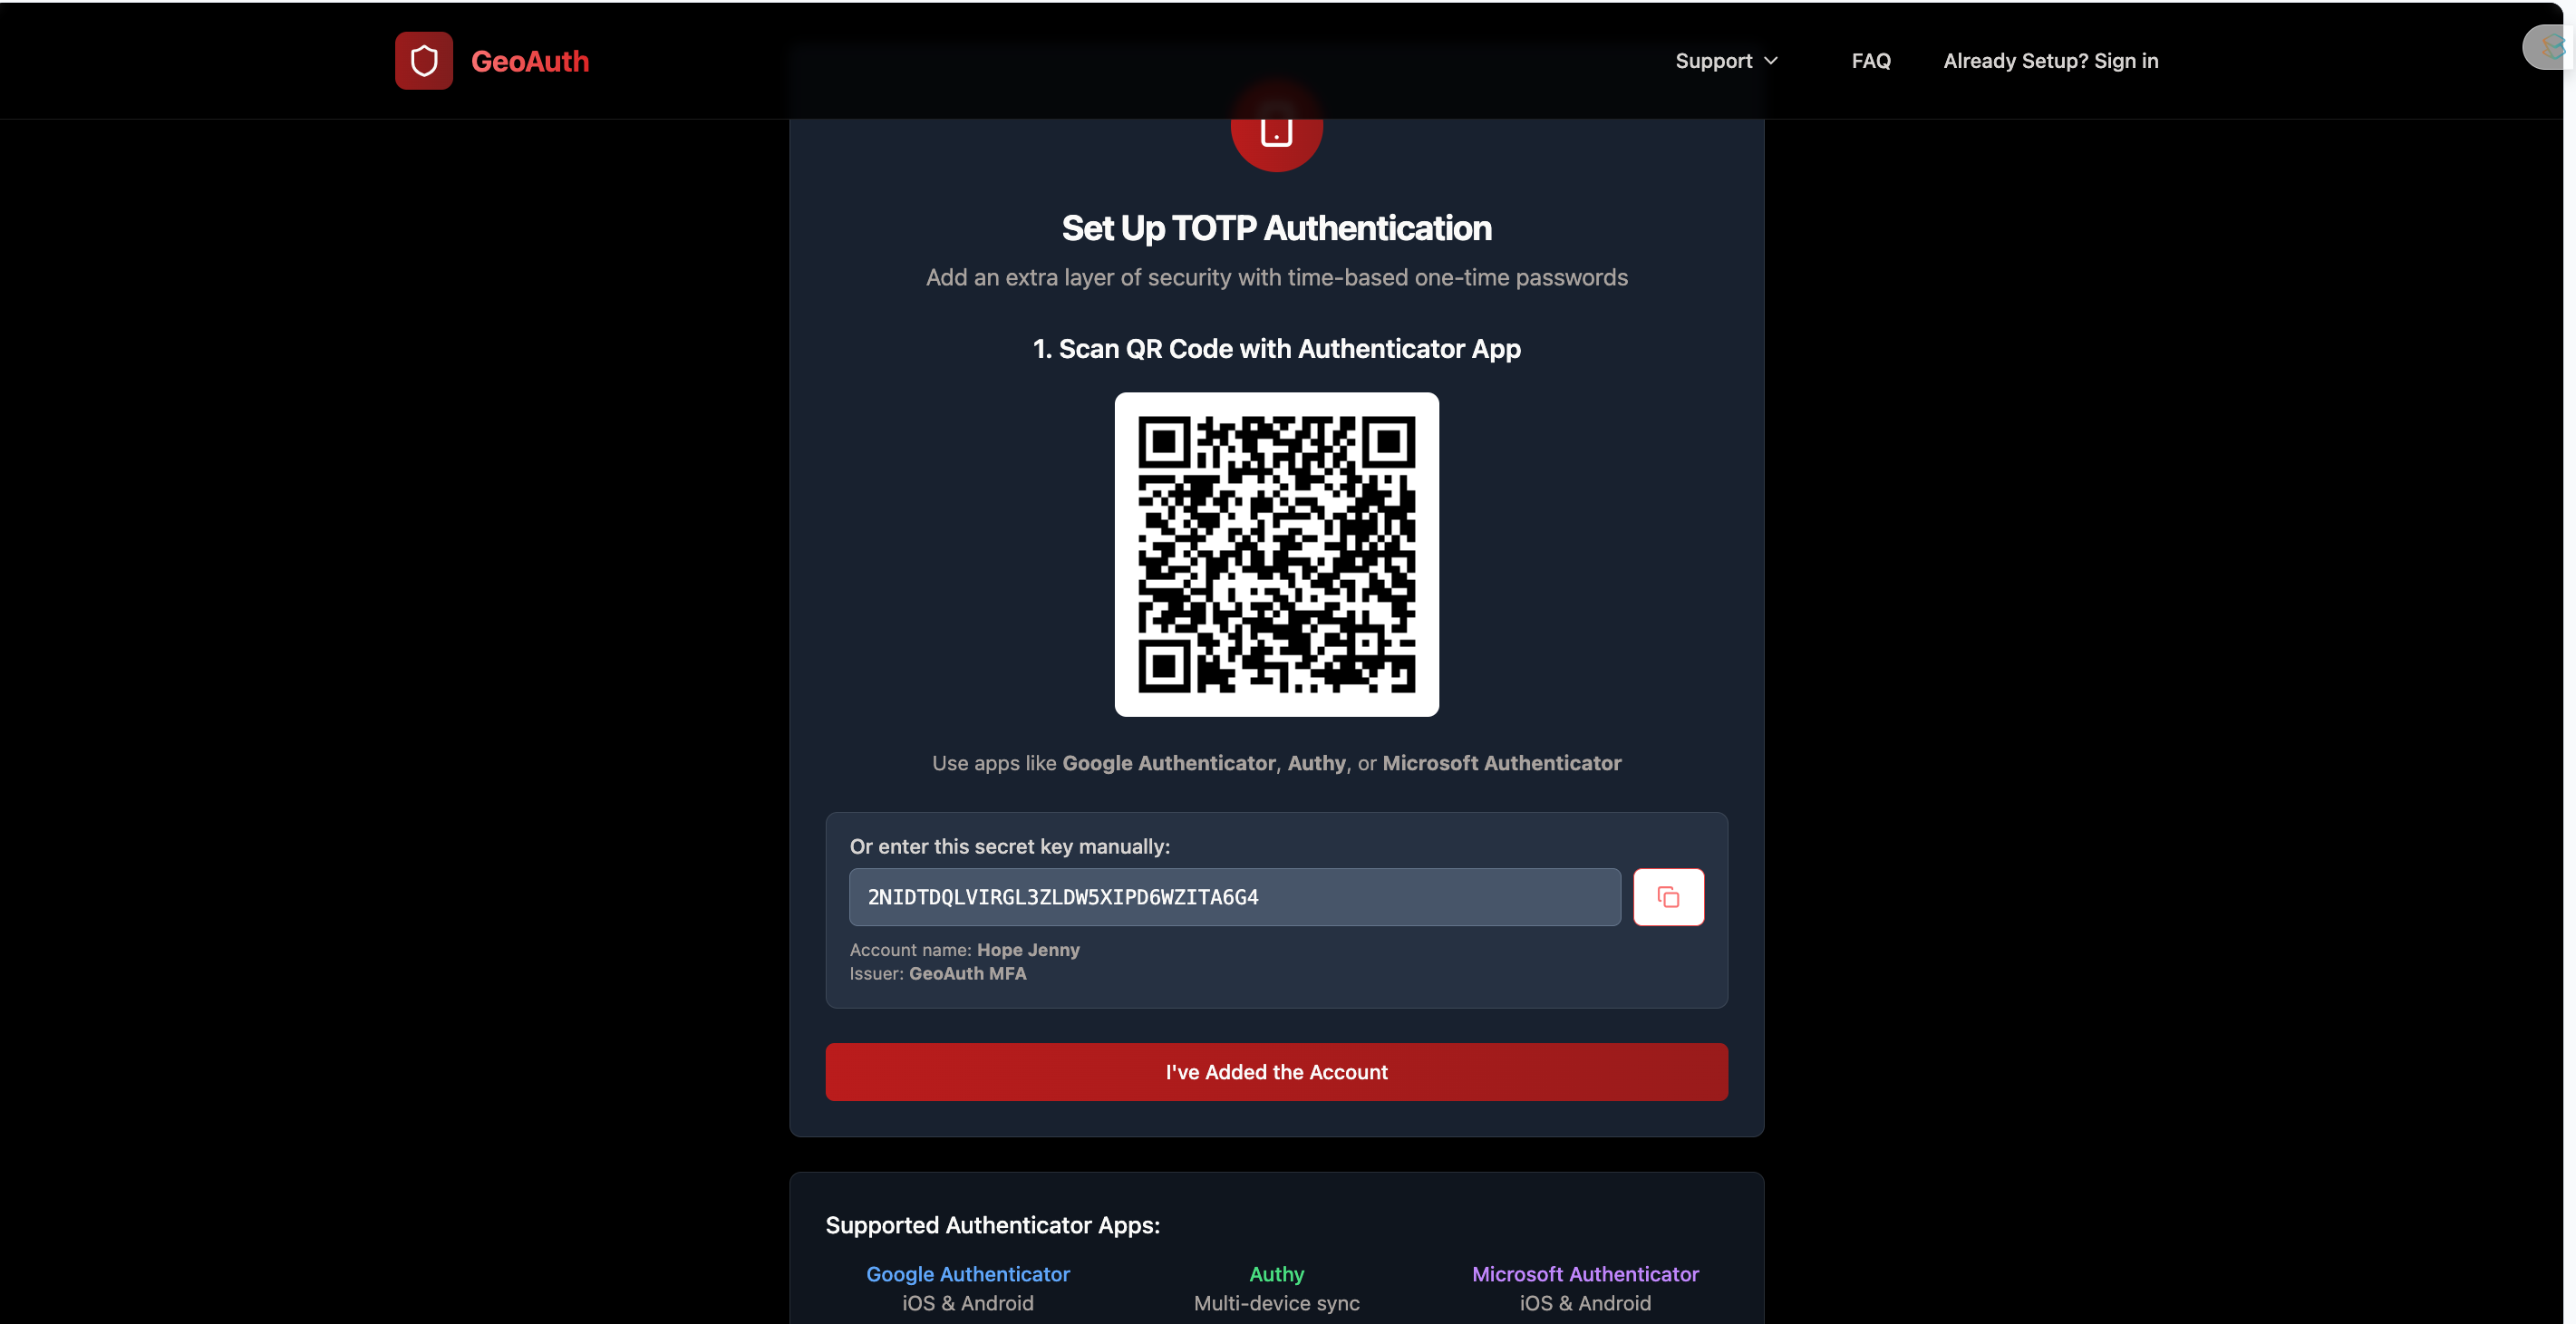 GeoAuth
Support
FAQ
Already Setup? Sign in
Set Up TOTP Authentication
Add an extra layer of security with time-based one-time passwords
1. Scan QR Code with Authenticator App
Use apps like Google Authenticator, Authy, or Microsoft Authenticator
Or enter this secret key manually:
2NIDTDQLVIRGL3ZLDW5XIPD6WZITA6G4
Account name: Hope Jenny
Issuer: GeoAuth MFA
I've Added the Account
Supported Authenticator Apps:
Google Authenticator
iOS & Android
Authy
Multi-device sync
Microsoft Authenticator
iOS & Android